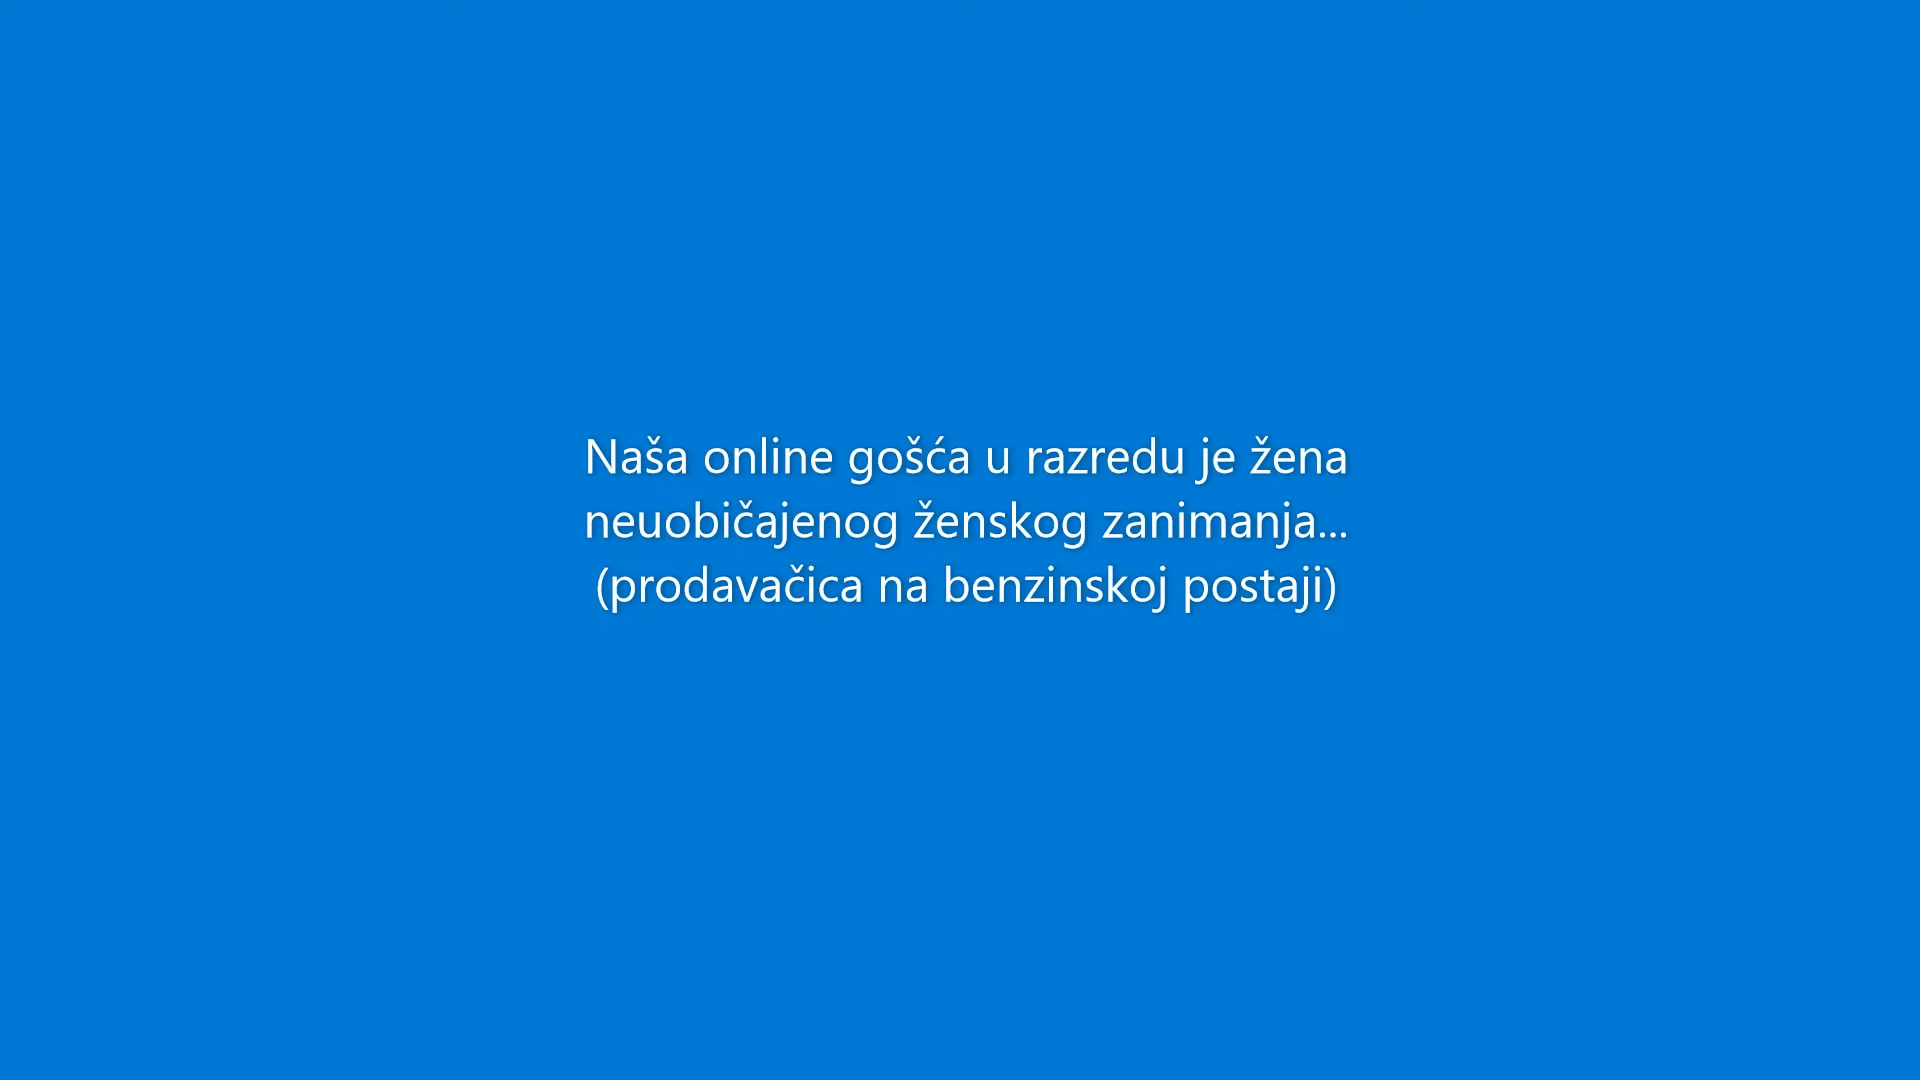 Naša online gošća u razredu je žena
neuobičajenog ženskog zanimanja...
(prodavačica na benzinskoj postaji)